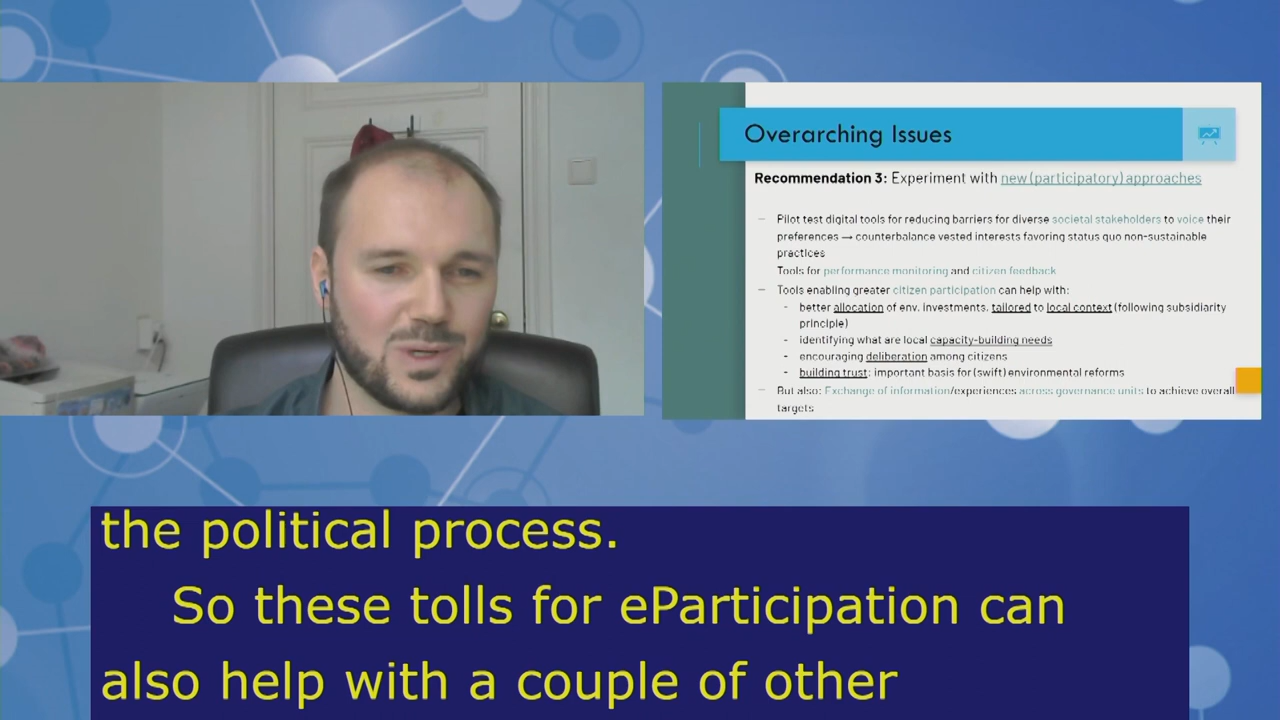 Overarching Issues
Recommendation 3: Experiment with new (participatory) approaches
– Pilot test digital tools for reducing barriers for diverse societal stakeholders to voice their
preferences → counterbalance vested interests favoring status quo non-sustainable
practices
Tools for performance monitoring and citizen feedback
– Tools enabling greater citizen participation can help with:
- better allocation of env. investments, tailored to local context (following subsidiarity
principle)
- identifying what are local capacity-building needs
- encouraging deliberation among citizens
- building trust: important basis for (swift) environmental reforms
– But also: Exchange of information/experiences across governance units to achieve overall
targets
the political process.
So these tolls for eParticipation can
also help with a couple of other